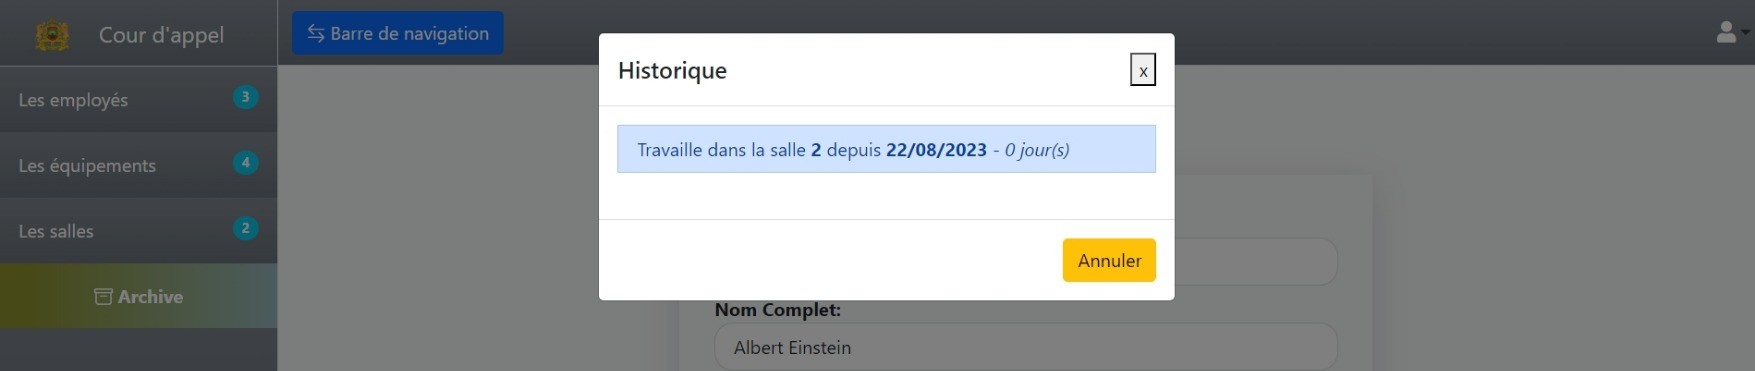 Cour d'appel
Barre de navigation
Les employés 3
Les équipements 4
Les salles 2
Archive
Historique
x
Travaille dans la salle 2 depuis 22/08/2023 - 0 jour(s)
Annuler
Nom Complet:
Albert Einstein